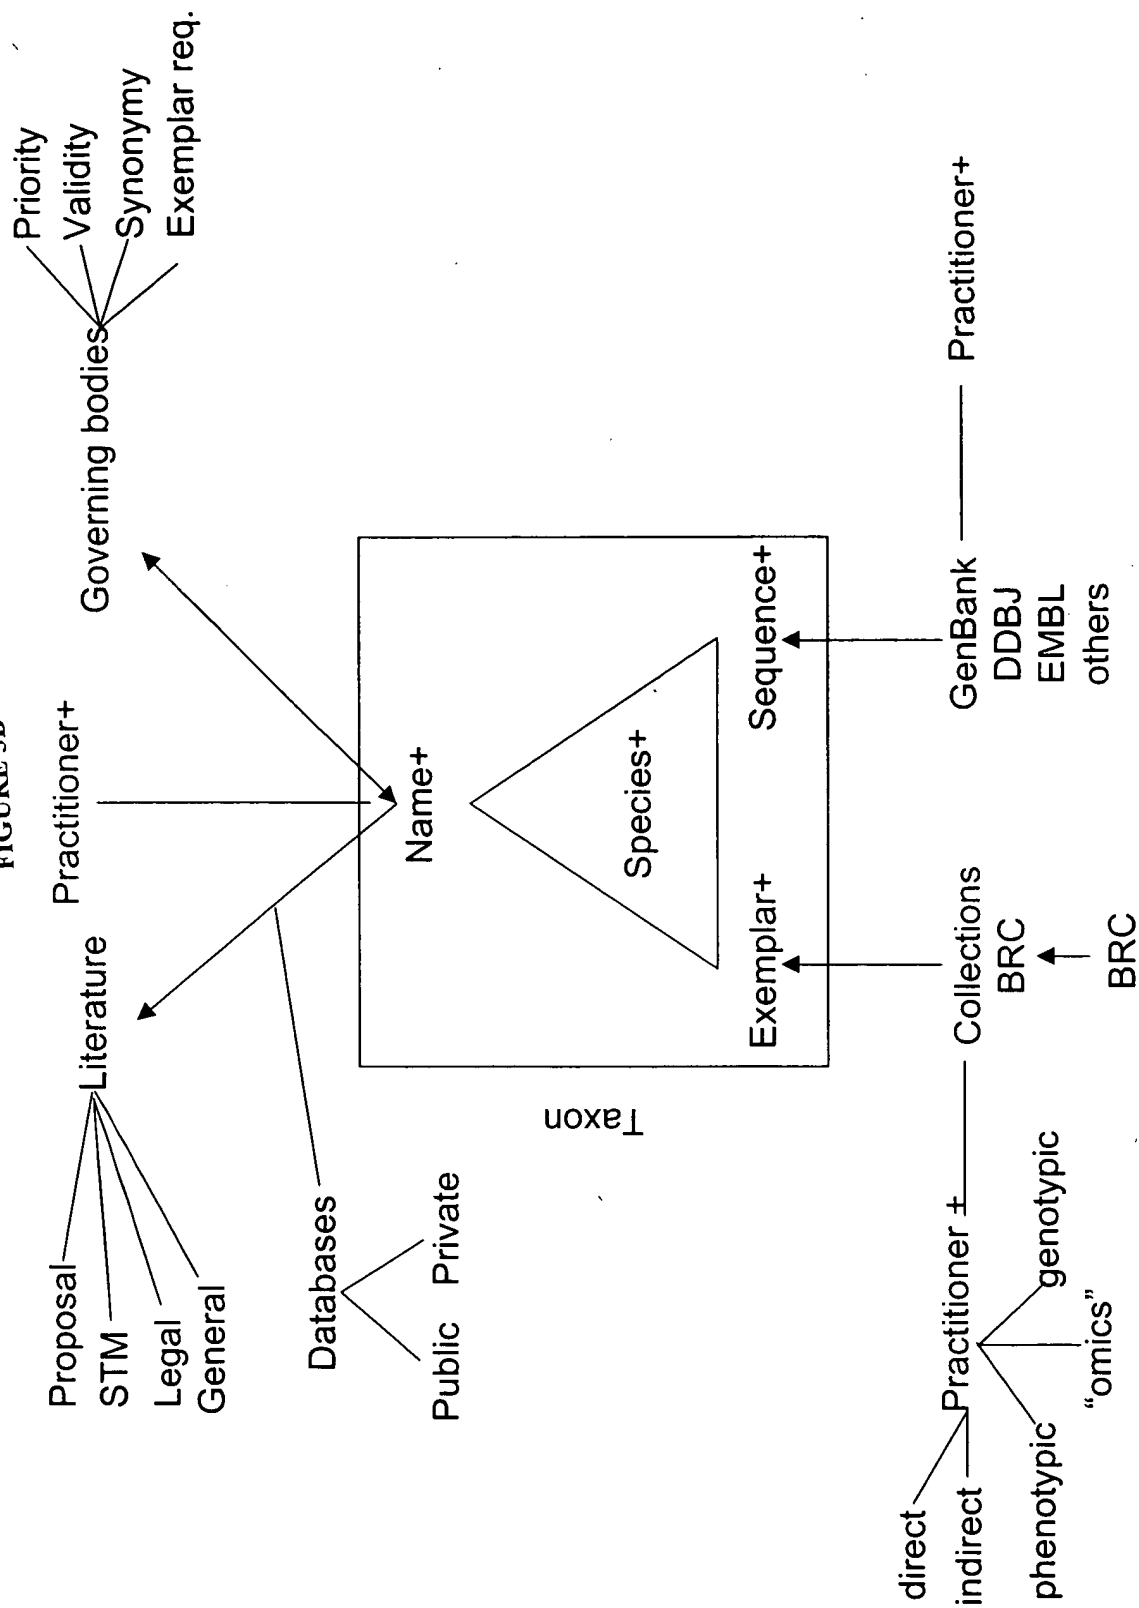 FIGURE 5B
Practitioner+
Literature
Proposal
STM
Legal
General
Governing bodies
Priority
Validity
Synonymy
Exemplar req.
Databases
Public Private
Taxon
Name+
Species+
Exemplar+
Sequence+
direct
indirect
Practitioner ±
phenotypic
"omics"
genotypic
Collections
BRC
BRC
GenBank
DDBJ
EMBL
others
Practitioner+